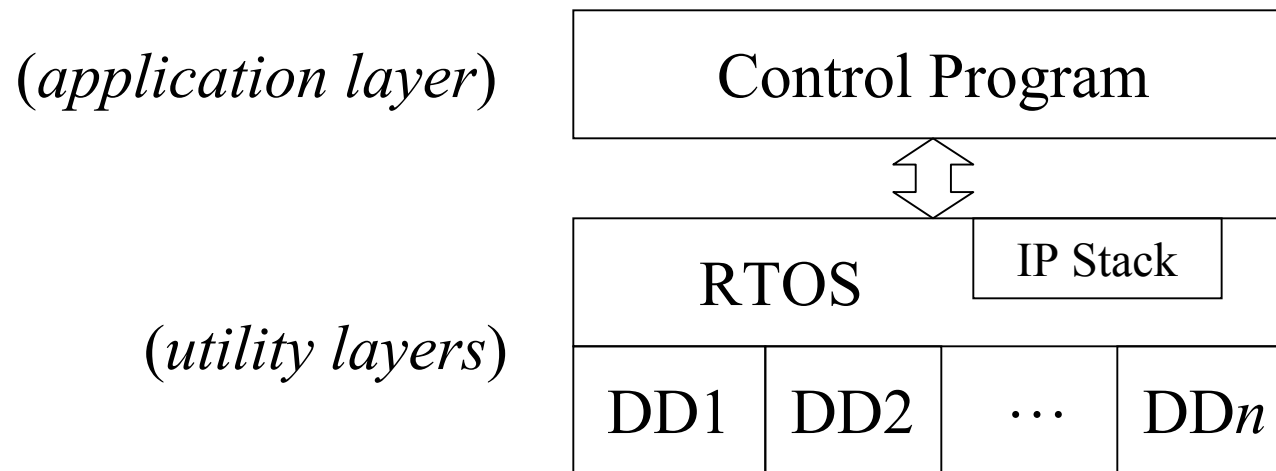 (application layer) Control Program
IP Stack
RTOS
(utility layers)
DD1 DD2 ⋯ DDn